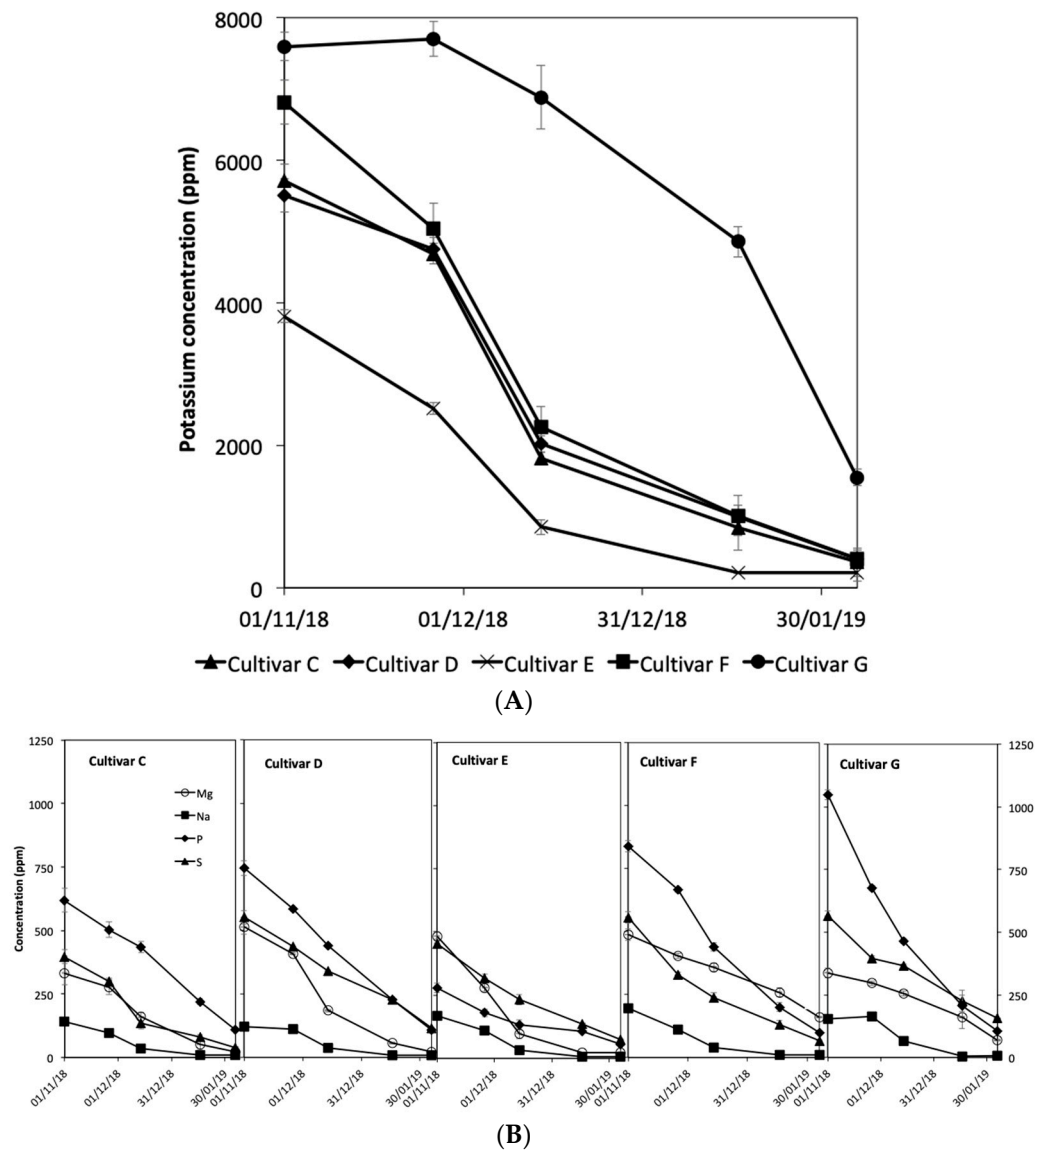 8000
6000
4000
2000
0
Potassium concentration (ppm)
01/11/18 01/12/18 31/12/18 30/01/19
Cultivar C Cultivar D Cultivar E Cultivar F Cultivar G
(A)
1250
1000
750
500
250
0
Concentration (ppm)
Cultivar C
Mg
Na
P
S
Cultivar D
Cultivar E
Cultivar F
Cultivar G
1250
1000
750
500
250
0
01/11/18 01/12/18 31/12/18 30/01/19
01/11/18 01/12/18 31/12/18 30/01/19
01/11/18 01/12/18 31/12/18 30/01/19
01/11/18 01/12/18 31/12/18 30/01/19
01/11/18 01/12/18 31/12/18 30/01/19
(B)